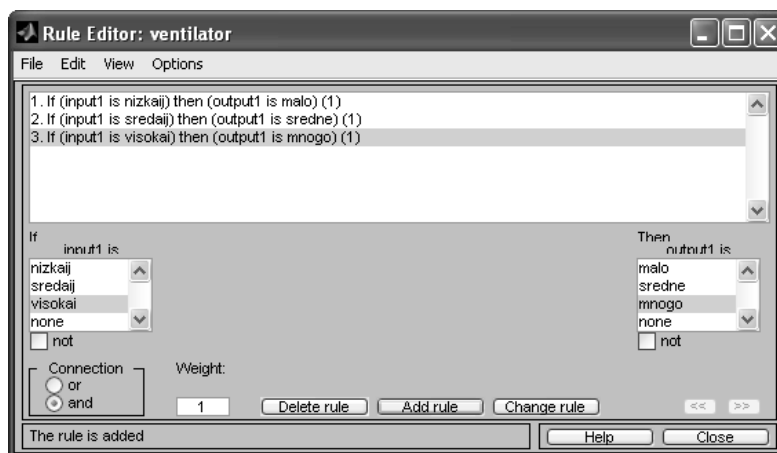 Rule Editor: ventilator
File Edit View Options
1. If (input1 is nizkaij) then (output1 is malo) (1)
2. If (input1 is sredaij) then (output1 is sredne) (1)
3. If (input1 is visokai) then (output1 is mnogo) (1)
If
input1 is
nizkaij
sredaij
visokai
none
not
Then
output1 is
malo
sredne
mnogo
none
not
Connection
or
and
Weight:
1
Delete rule
Add rule
Change rule
<<
>>
The rule is added
Help
Close